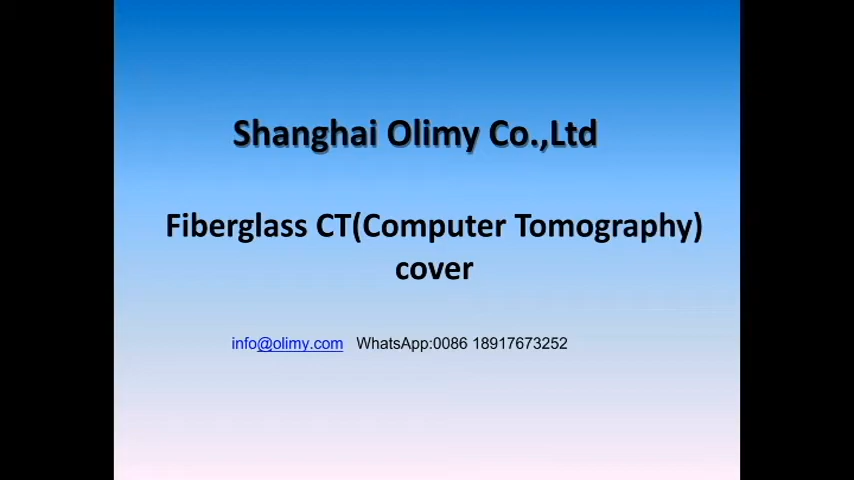 Shanghai Olimy Co.,Ltd
Fiberglass CT(Computer Tomography)
cover
info@olimy.com WhatsApp:0086 18917673252